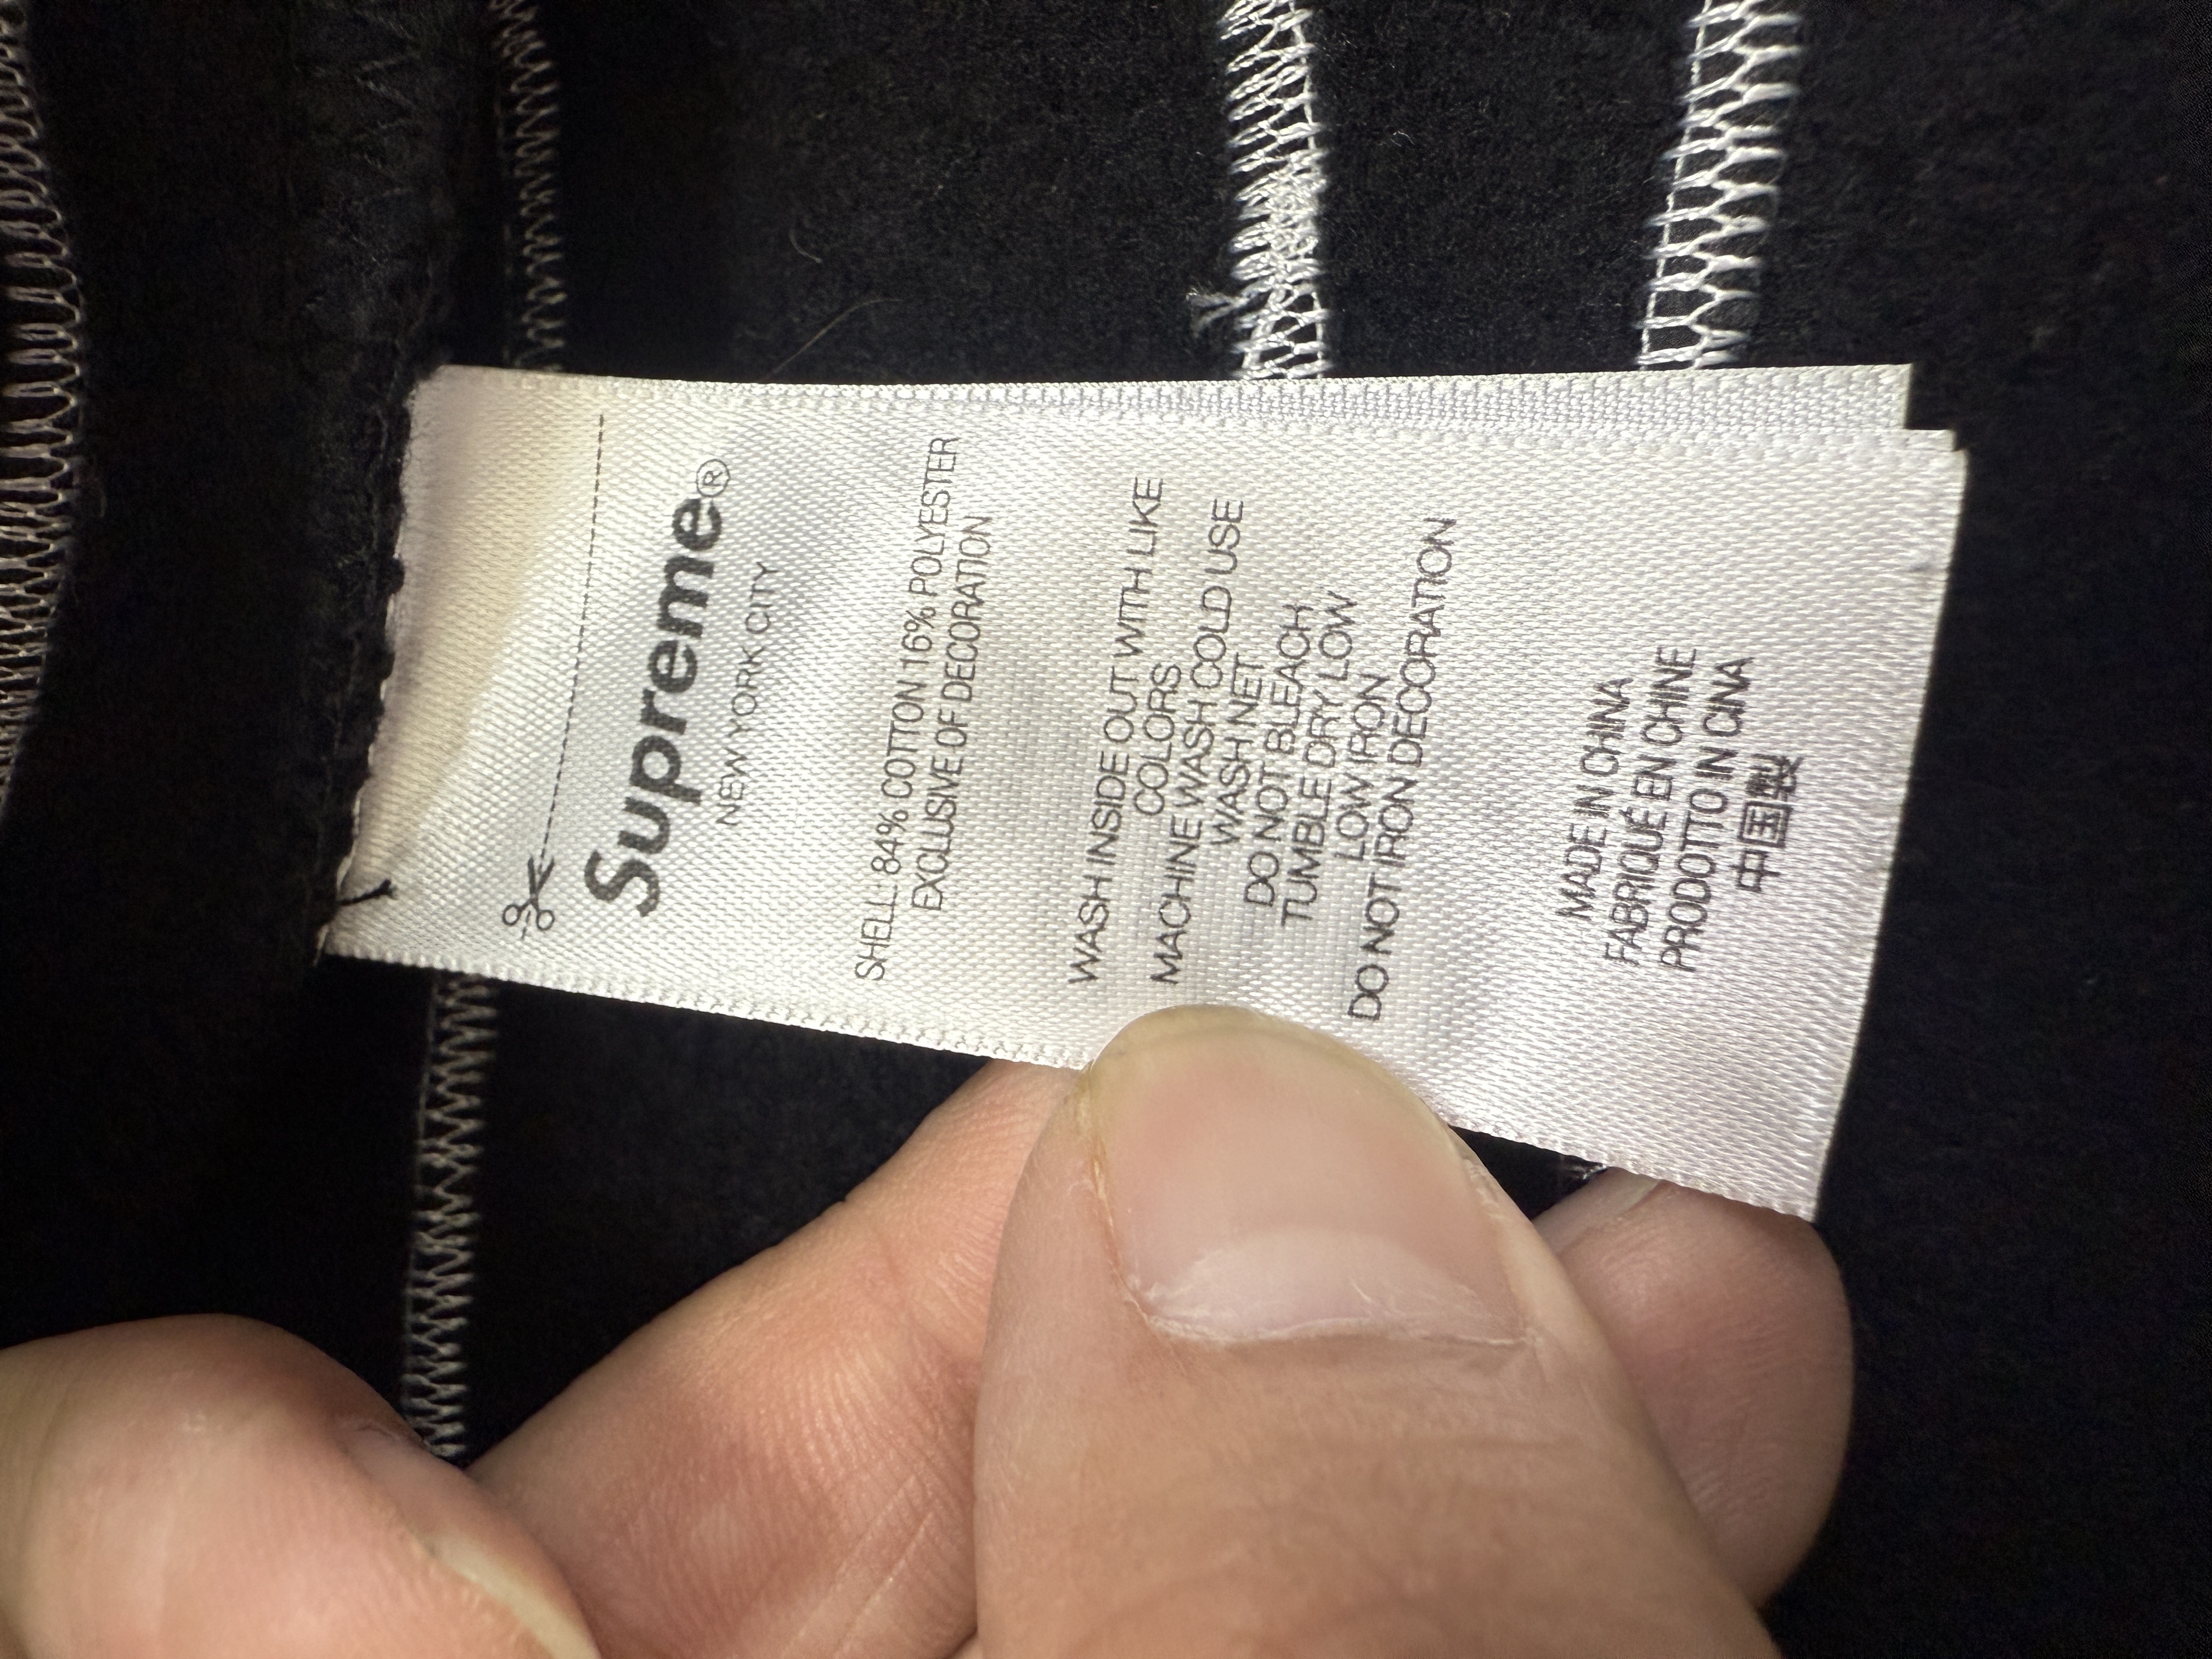 Supreme®
NEW YORK CITY
SHELL: 84% COTTON 16% POLYESTER
EXCLUSIVE OF DECORATION
WASH INSIDE OUT WITH LIKE
COLORS
MACHINE WASH COLD USE
WASH NET
DO NOT BLEACH
TUMBLE DRY LOW
LOW IRON
DO NOT IRON DECORATION
MADE IN CHINA
FABRIQUÉ EN CHINE
PRODOTTO IN CINA
中国製